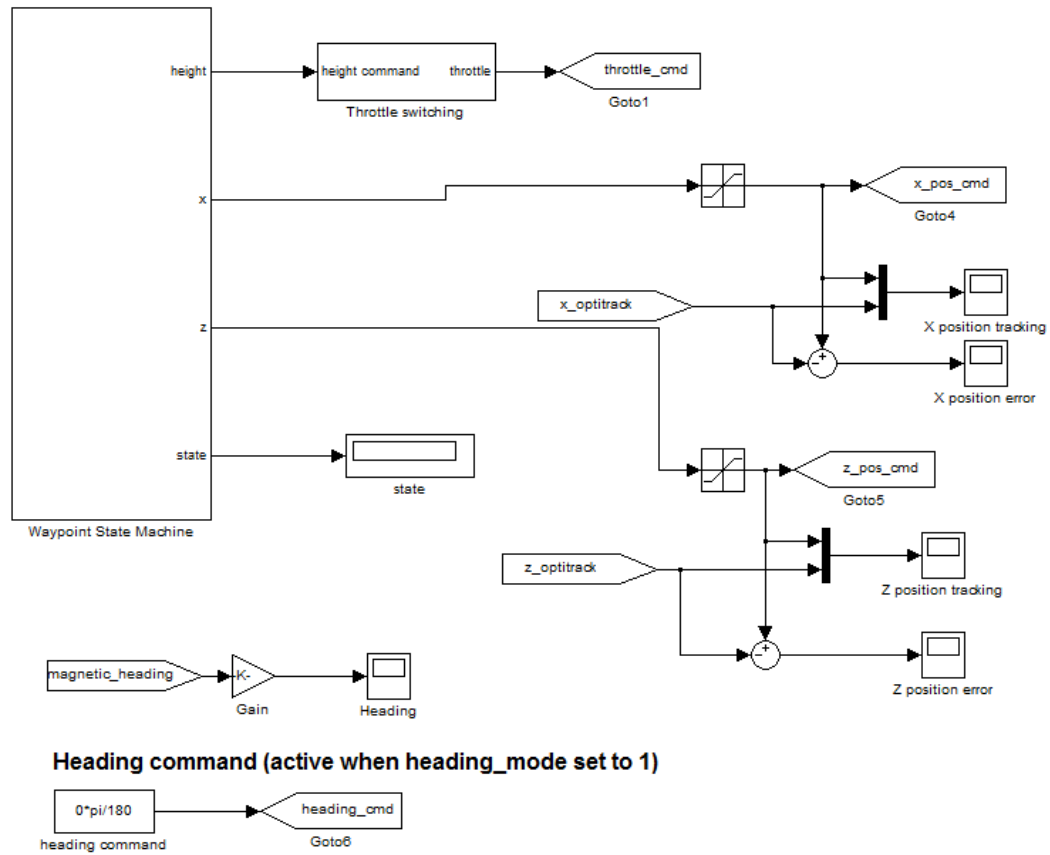 height
height command
throttle
throttle_cmd
Goto1
Throttle switching
x
x_pos_cmd
Goto4
x_optitrack
X position tracking
z
X position error
state
state
z_pos_cmd
Goto5
Waypoint State Machine
z_optitrack
Z position tracking
magnetic_heading
-K-
Gain
Heading
Z position error
Heading command (active when heading_mode set to 1)
0*pi/180
heading_cmd
heading command
Goto6